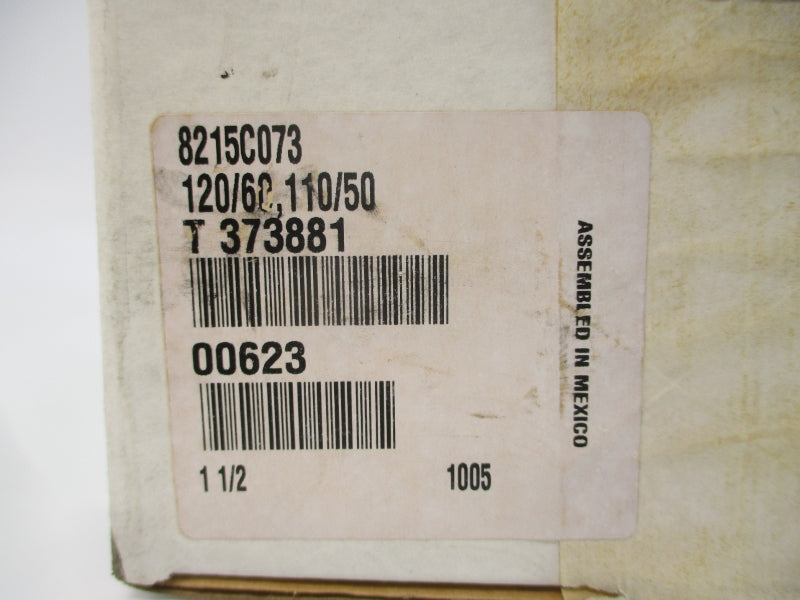 8215C073
120/60,110/50
T 373881
00623
1 1/2
1005
ASSEMBLED IN MEXICO